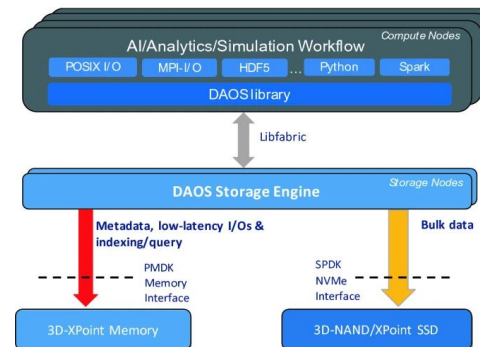 Compute Nodes
AI/Analytics/Simulation Workflow
POSIX I/O MPI-I/O HDF5 ... Python Spark
DAOS library
Libfabric
Storage Nodes
DAOS Storage Engine
Metadata, low-latency I/Os &
indexing/query
Bulk data
PMDK
Memory
Interface
SPDK
NVMe
Interface
3D-XPoint Memory
3D-NAND/XPoint SSD